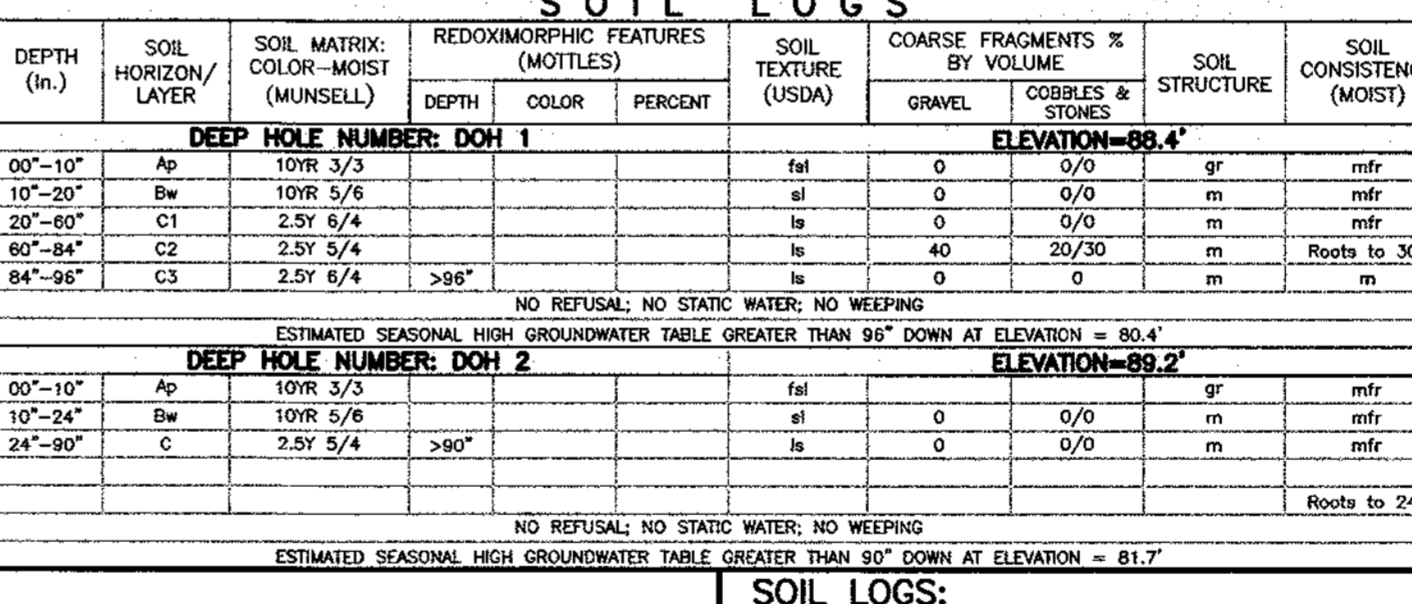 SOIL LOGS
DEPTH (In.) SOIL HORIZON/ LAYER SOIL MATRIX: COLOR-MOIST (MUNSELL) REDOXIMORPHIC FEATURES (MOTTLES) SOIL TEXTURE (USDA) COARSE FRAGMENTS % BY VOLUME SOIL STRUCTURE SOIL (MOIST)
DEPTH COLOR PERCENT GRAVEL COBBLES & STONES
DEEP HOLE NUMBER: DOH 1 ELEVATION=88.4'
00"-10" Ap 10YR 3/3 fsl 0 0/0 gr mfr
10"-20" Bw 10YR 5/6 sl 0 0/0 m mfr
20"-60" C1 2.5Y 6/4 ls 0 0/0 m mfr
60"-84" C2 2.5Y 5/4 ls 40 20/30 m Roots to
84"-96" C3 2.5Y 6/4 >96" ls 0 0 m m
NO REFUSAL; NO STATIC WATER; NO WEEPING
ESTIMATED SEASONAL HIGH GROUNDWATER TABLE GREATER THAN 96" DOWN AT ELEVATION = 80.4'
DEEP HOLE NUMBER: DOH 2 ELEVATION=89.2'
00"-10" Ap 10YR 3/3 fsl gr mfr
10"-24" Bw 10YR 5/6 sl 0 0/0 m mfr
24"-90" C 2.5Y 5/4 >90" ls 0 0/0 m mfr
Roots to
NO REFUSAL; NO STATIC WATER; NO WEEPING
ESTIMATED SEASONAL HIGH GROUNDWATER TABLE GREATER THAN 90" DOWN AT ELEVATION = 81.7'
SOIL LOGS: